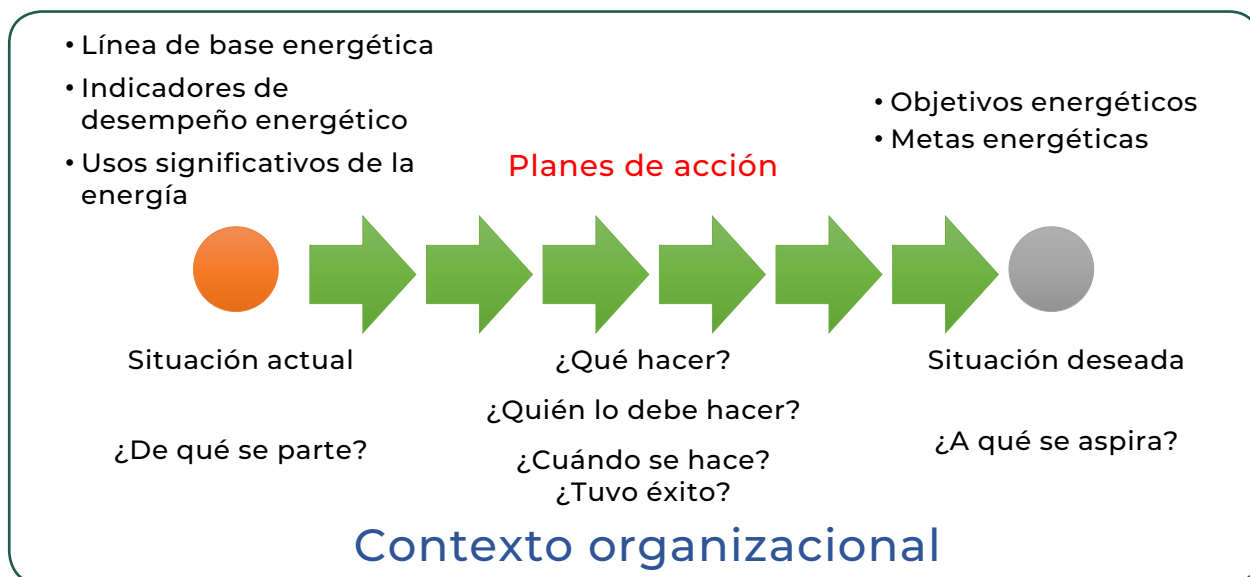 • Línea de base energética
• Indicadores de
desempeño energético
• Usos significativos de la
energía
Planes de acción
• Objetivos energéticos
• Metas energéticas
Situación actual
¿De qué se parte?
¿Qué hacer?
¿Quién lo debe hacer?
¿Cuándo se hace?
¿Tuvo éxito?
Situación deseada
¿A qué se aspira?
Contexto organizacional